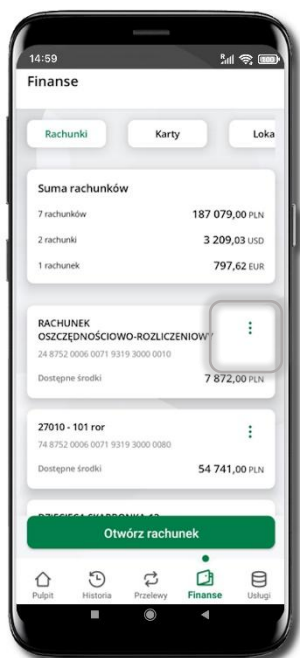 14:59
Finanse
Rachunki Karty Loka
Suma rachunków
7 rachunków 187 079,00 PLN
2 rachunki 3 209,03 USD
1 rachunek 797,62 EUR
RACHUNEK
OSZCZĘDNOŚCIOWO-ROZLICZENIOWY
24 8752 0006 0071 9319 3000 0010
Dostępne środki 7 872,00 PLN
27010 - 101 ror
74 8752 0006 0071 9319 3000 0080
Dostępne środki 54 741,00 PLN
Otwórz rachunek
Pulpit Historia Przelewy Finanse Usługi